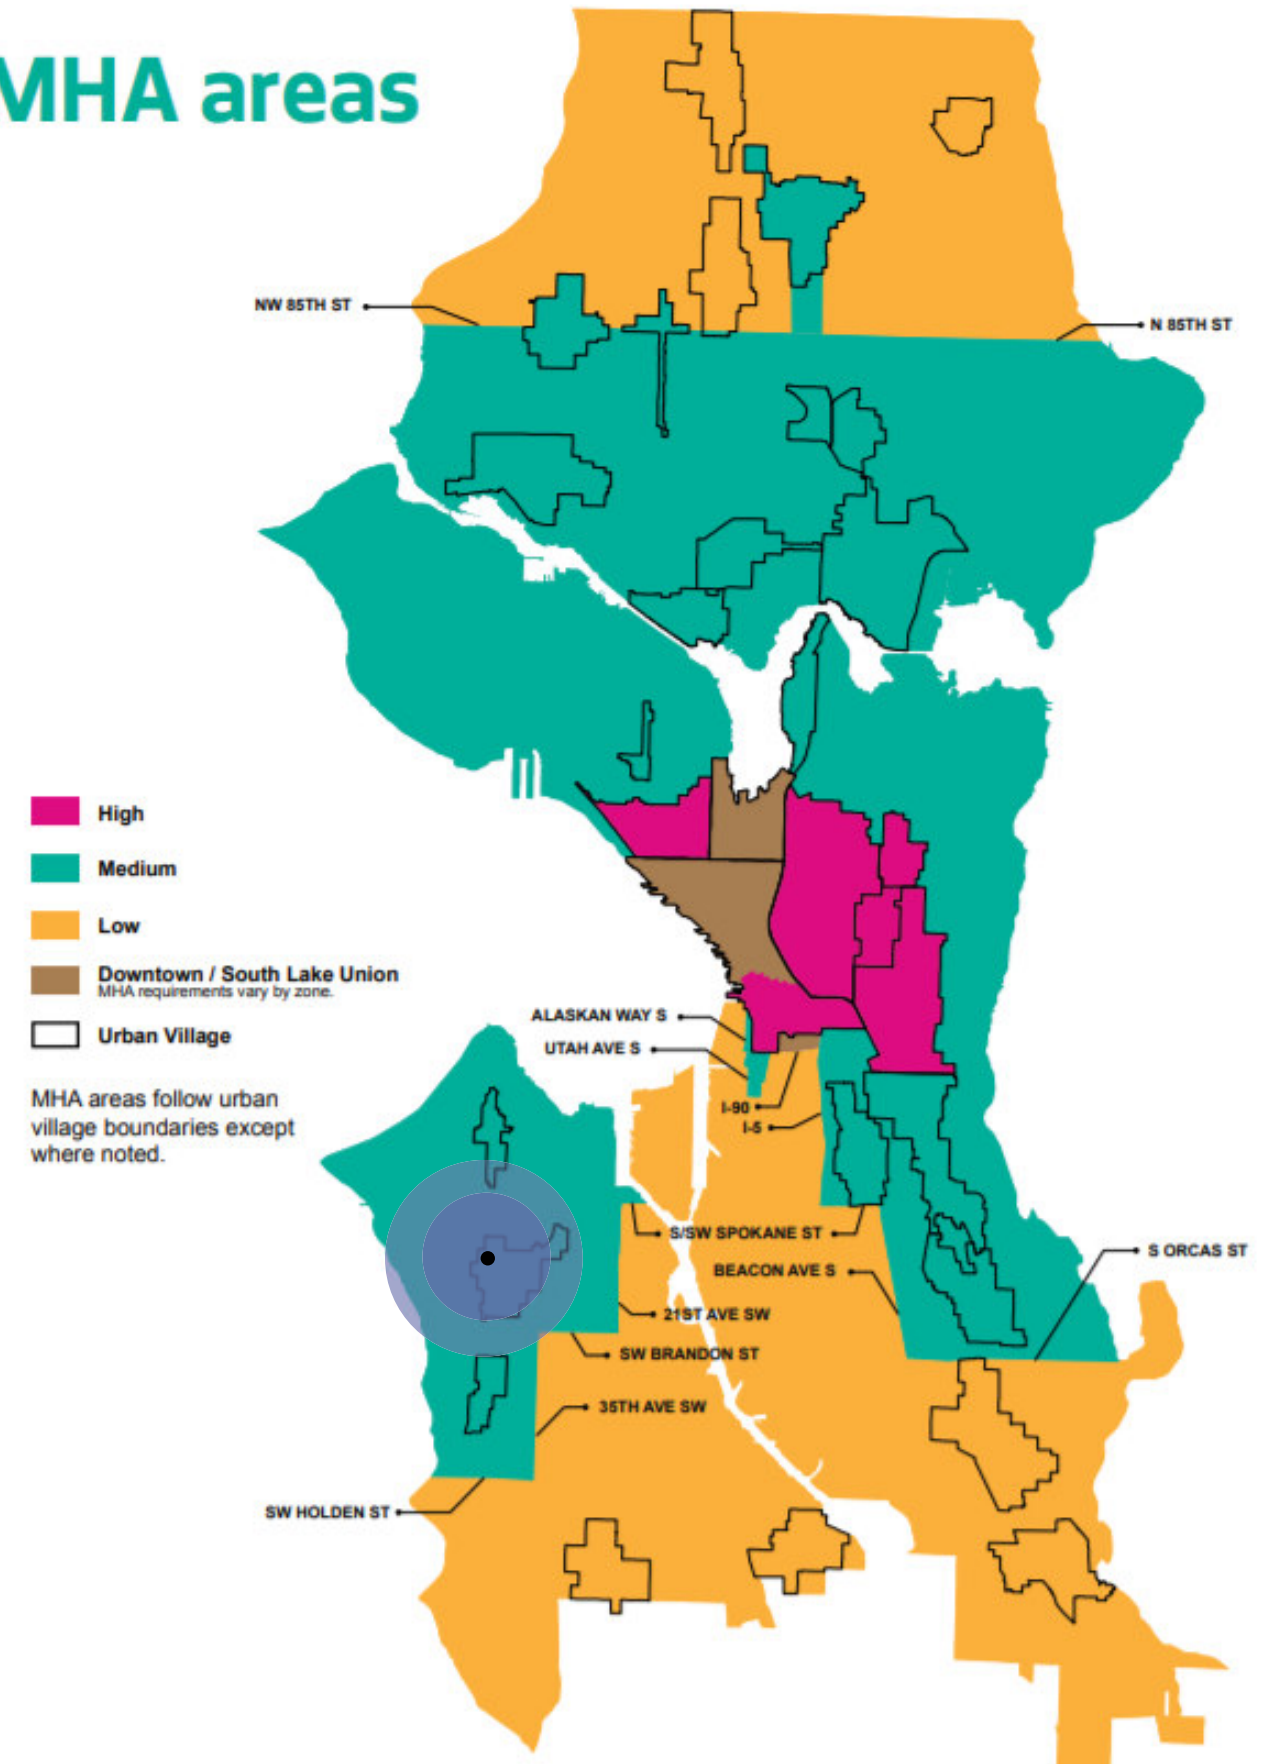 MHA areas
NW 85TH ST
N 85TH ST
High
Medium
Low
Downtown / South Lake Union
MHA requirements vary by zone.
Urban Village
MHA areas follow urban
village boundaries except
where noted.
ALASKAN WAY S
UTAH AVE S
I-90
I-5
S/SW SPOKANE ST
S ORCAS ST
BEACON AVE S
21ST AVE SW
SW BRANDON ST
35TH AVE SW
SW HOLDEN ST